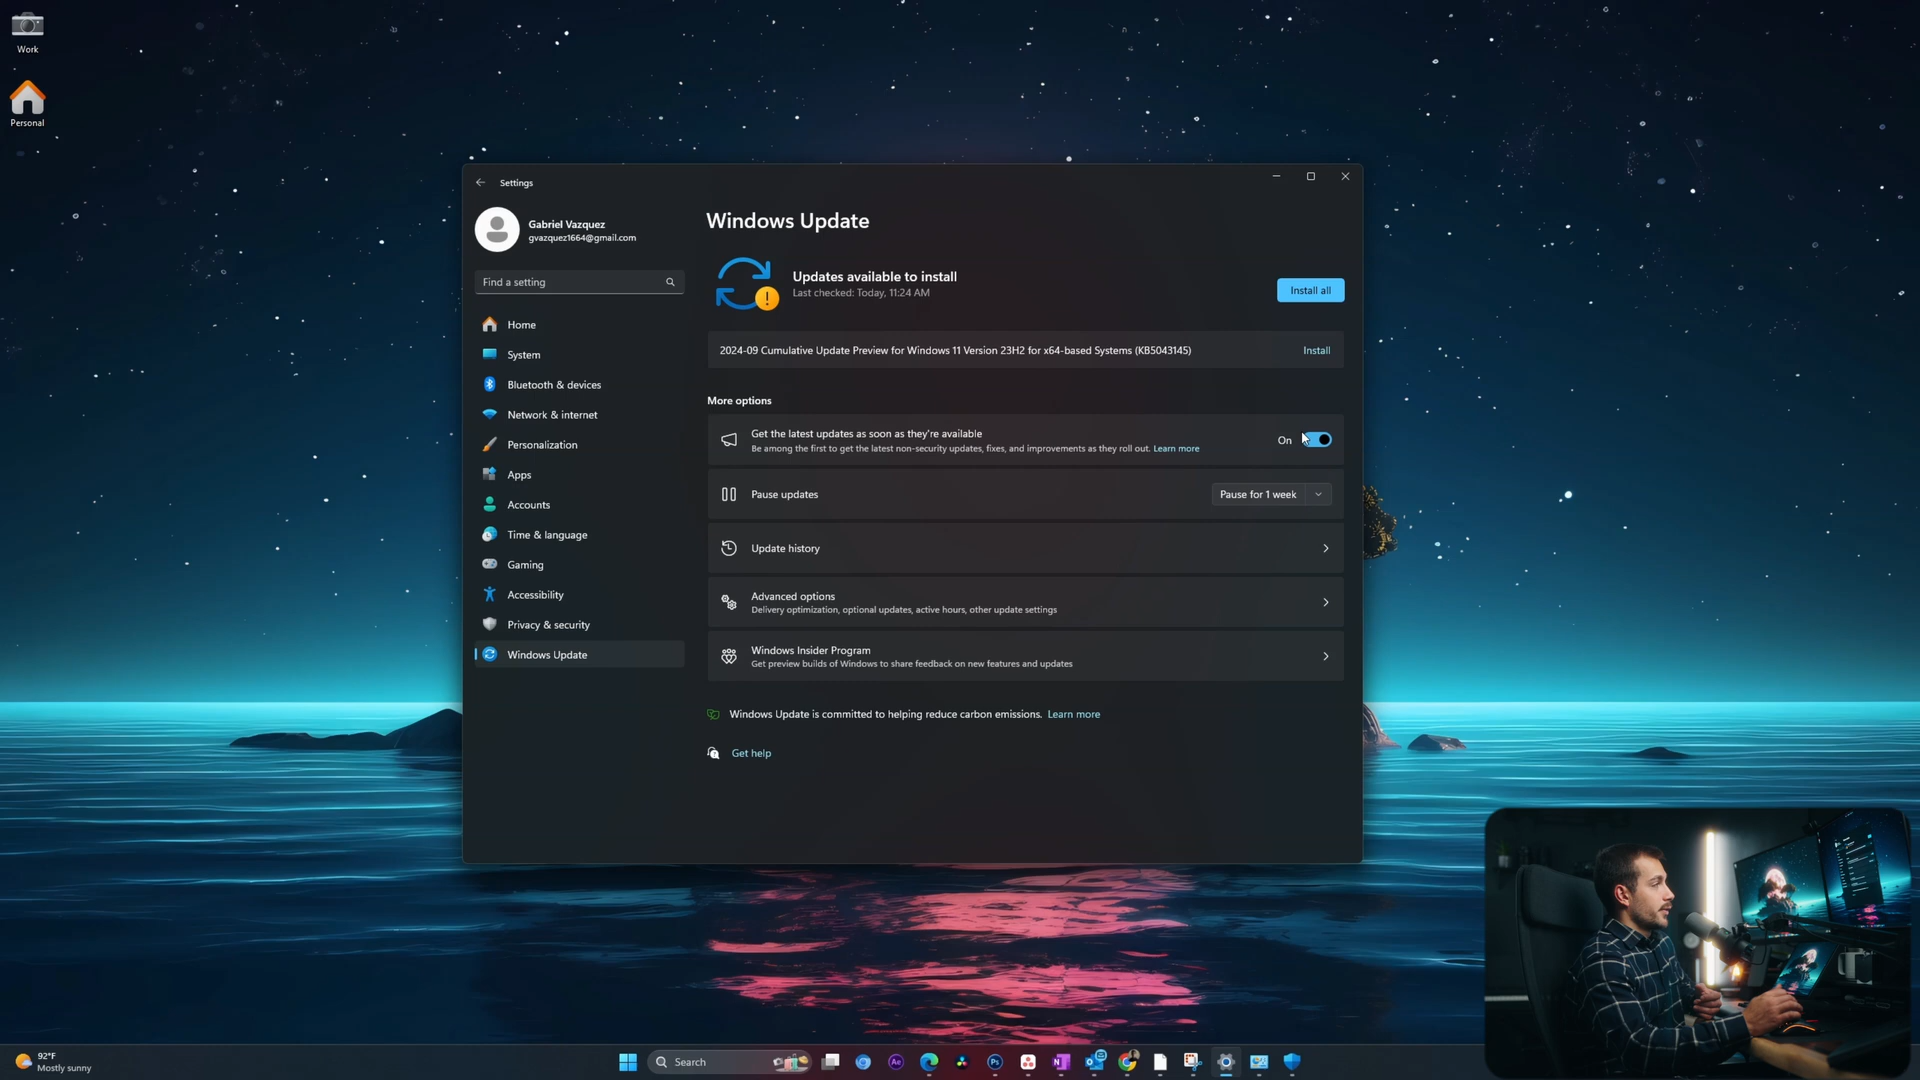 Work
Personal
Settings
Gabriel Vazquez
gvazquez1664@gmail.com
Find a setting
Home
System
Bluetooth & devices
Network & internet
Personalization
Apps
Accounts
Time & language
Gaming
Accessibility
Privacy & security
Windows Update
Windows Update
Updates available to install
Last checked: Today, 11:24 AM
Install all
2024-09 Cumulative Update Preview for Windows 11 Version 23H2 for x64-based Systems (KB5043145)
Install
More options
Get the latest updates as soon as they're available
Be among the first to get the latest non-security updates, fixes, and improvements as they roll out. Learn more
On
Pause updates
Pause for 1 week
Update history
Advanced options
Delivery optimization, optional updates, active hours, other update settings
Windows Insider Program
Get preview builds of Windows to share feedback on new features and updates
Windows Update is committed to helping reduce carbon emissions. Learn more
Get help
92°F
Mostly sunny
Search
Ae
Ps